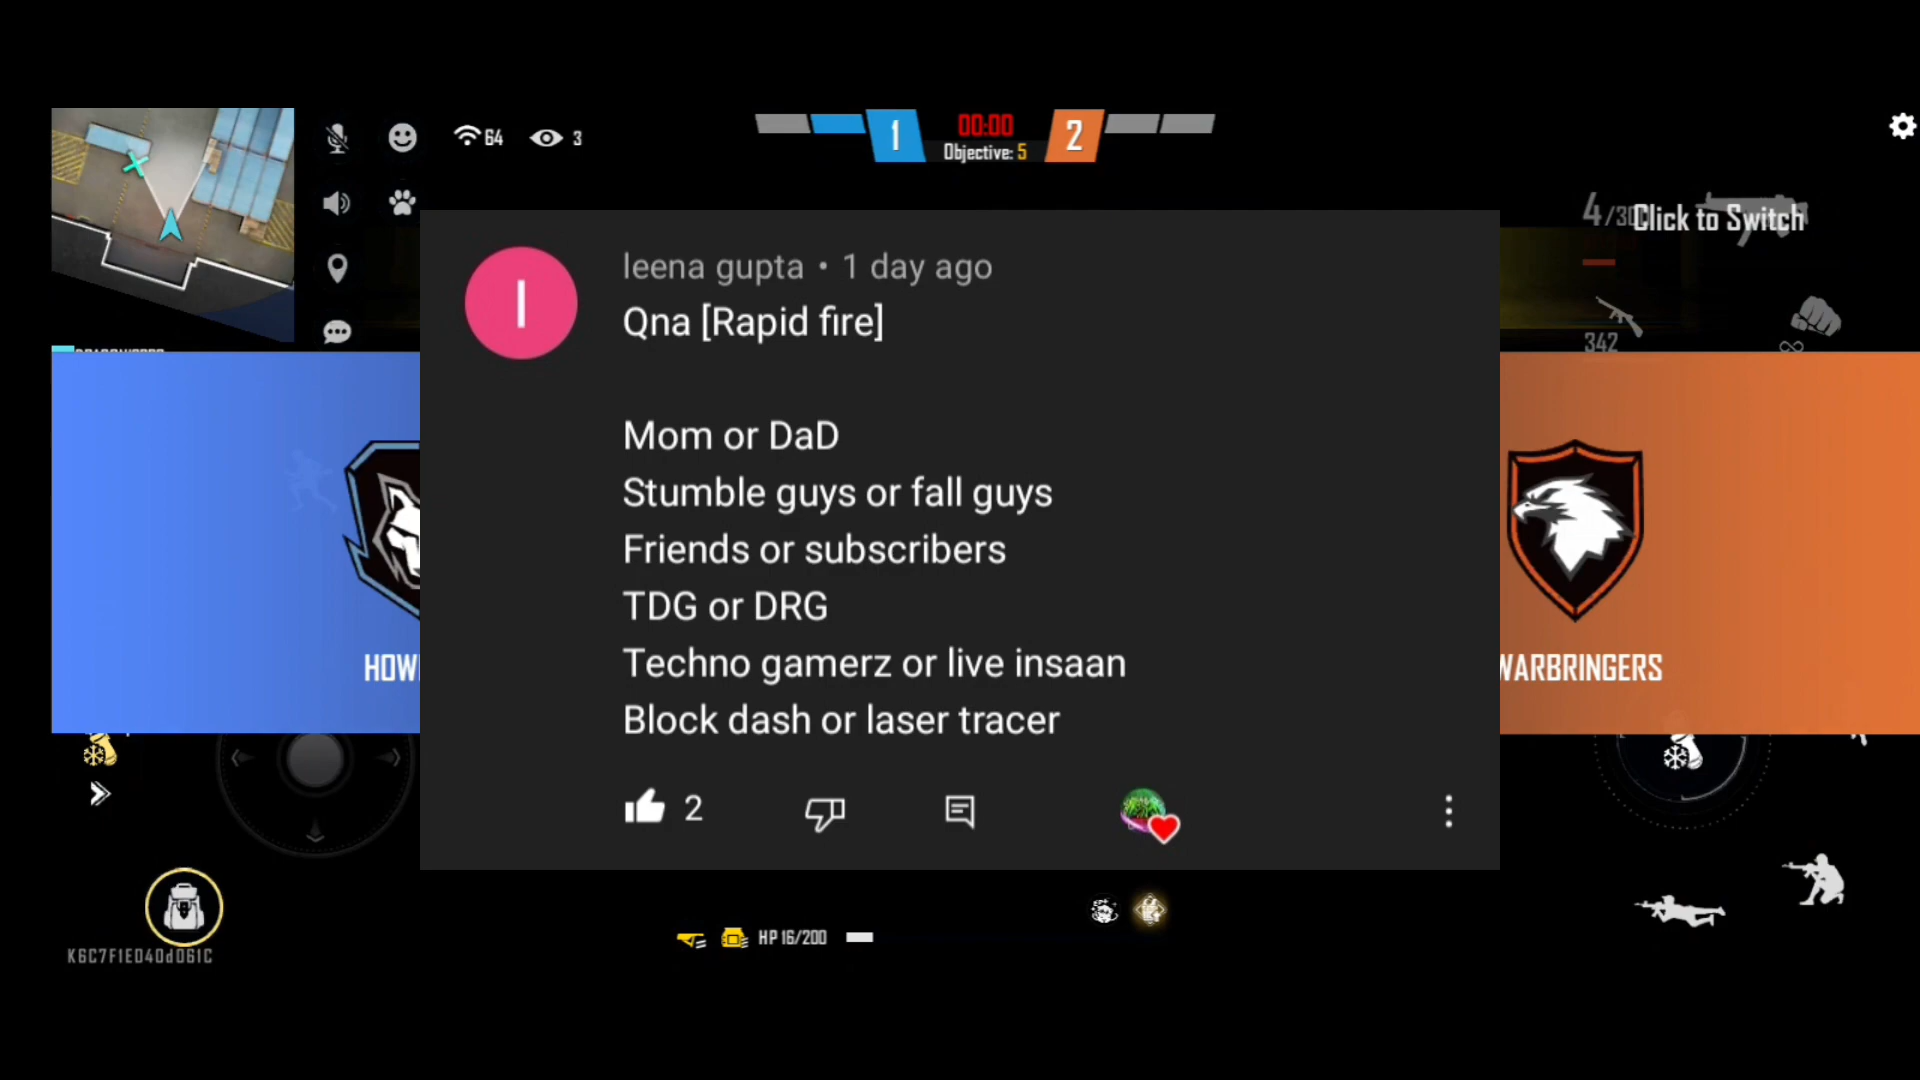 64
3
1
00:00
2
Objective: 5
4/30
Click to Switch
l
leena gupta • 1 day ago
Qna [Rapid fire]
342
Mom or DaD
Stumble guys or fall guys
Friends or subscribers
TDG or DRG
Techno gamerz or live insaan
WARBRINGERS
Block dash or laser tracer
2
HP 16/200
K6C7F1E040d061C